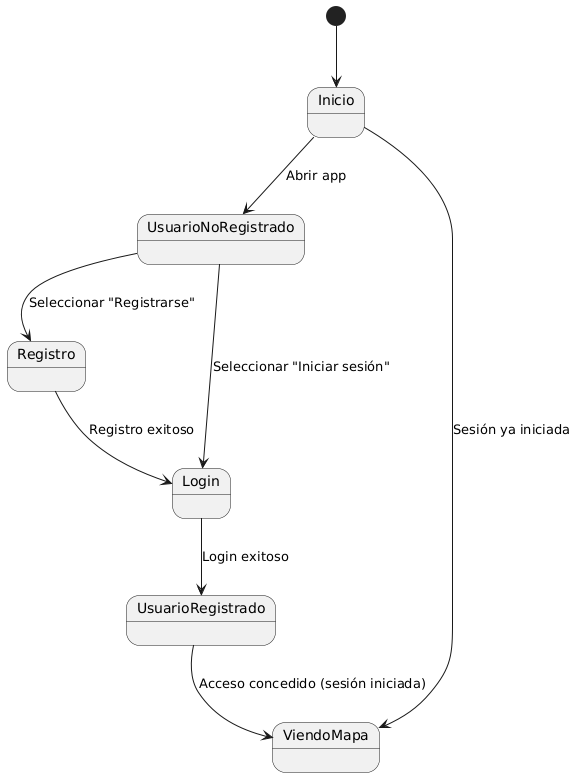 Inicio
Abrir app
UsuarioNoRegistrado
Seleccionar "Registrarse"
Registro
Seleccionar "Iniciar sesión"
Registro exitoso
Sesión ya iniciada
Login
Login exitoso
UsuarioRegistrado
Acceso concedido (sesión iniciada)
ViendoMapa